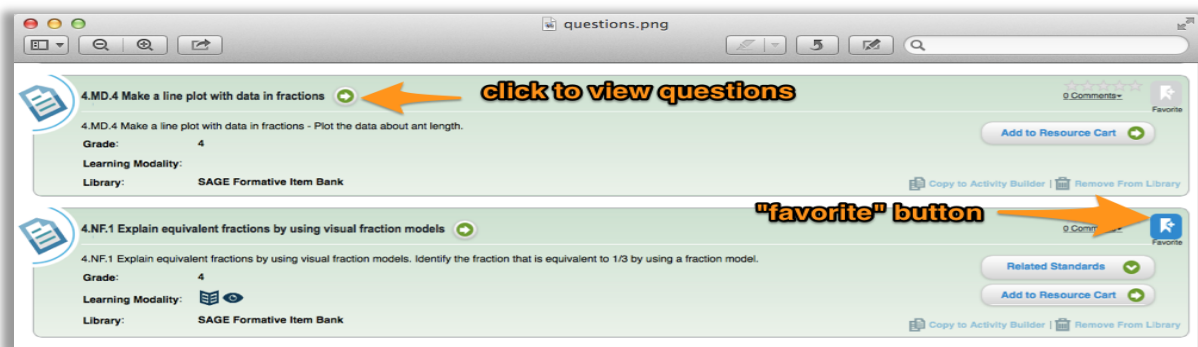 questions.png
4.MD.4 Make a line plot with data in fractions
click to view questions
0 Comments
Favorite
4.MD.4 Make a line plot with data in fractions - Plot the data about ant length.
Add to Resource Cart
Grade: 4
Learning Modality:
Library: SAGE Formative Item Bank
Copy to Activity Builder | Remove From Library
"favorite" button
4.NF.1 Explain equivalent fractions by using visual fraction models
0 Comm
Favorite
4.NF.1 Explain equivalent fractions by using visual fraction models. Identify the fraction that is equivalent to 1/3 by using a fraction model.
Related Standards
Grade: 4
Learning Modality:
Add to Resource Cart
Library: SAGE Formative Item Bank
Copy to Activity Builder | Remove From Library